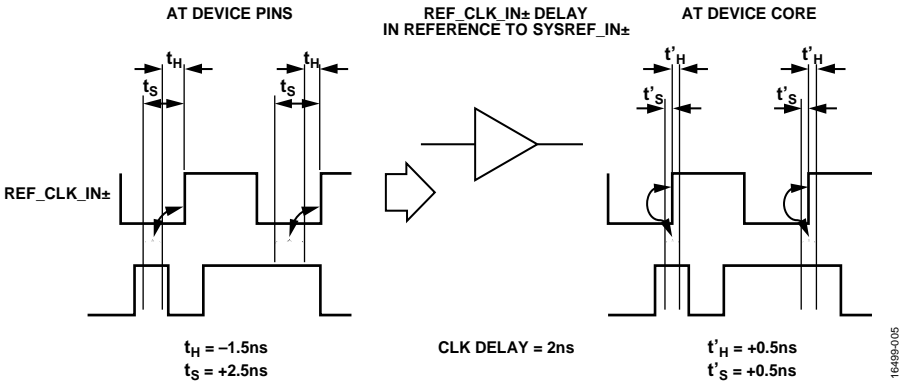 AT DEVICE PINS
REF_CLK_IN± DELAY
IN REFERENCE TO SYSREF_IN±
AT DEVICE CORE
tH
tH
tS
tS
t’H
t’H
t’S
t’S
REF_CLK_IN±
tH = –1.5ns
tS = +2.5ns
CLK DELAY = 2ns
t’H = +0.5ns
t’S = +0.5ns
16499-005